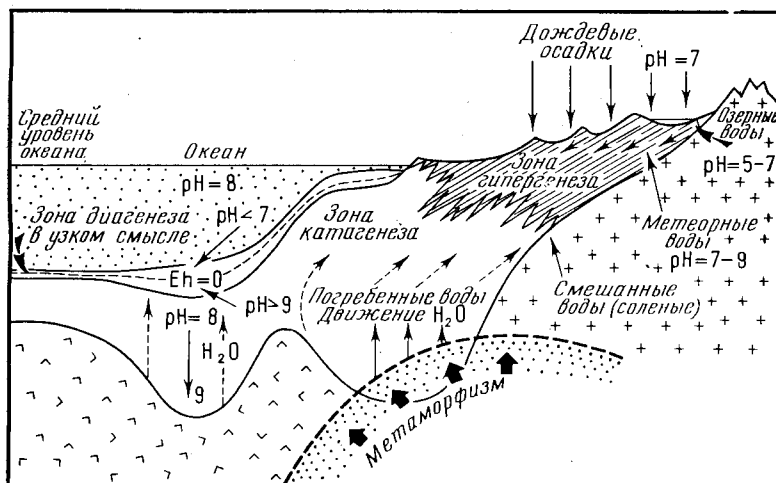 Дождевые
осадки
pH=7
Средний
уровень
океана
Океан
Озерные
воды
pH=8
pH=5-7
Зона
гипергенеза
Зона диагенеза
в узком смысле
pH<7
Зона
катагенеза
Метеорные
воды
pH=7-9
Eh=0
pH>9
Погребенные воды
Движение H₂O
Смешанные
воды (соленые)
pH=8
H₂O
9
Метаморфизм